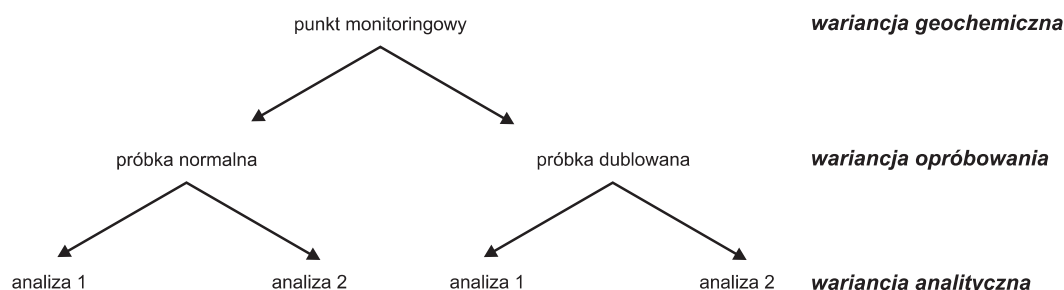 punkt monitoringowy wariancja geochemiczna
próbka normalna próbka dublowana wariancja opróbowania
analiza 1 analiza 2 analiza 1 analiza 2 wariancja analityczna